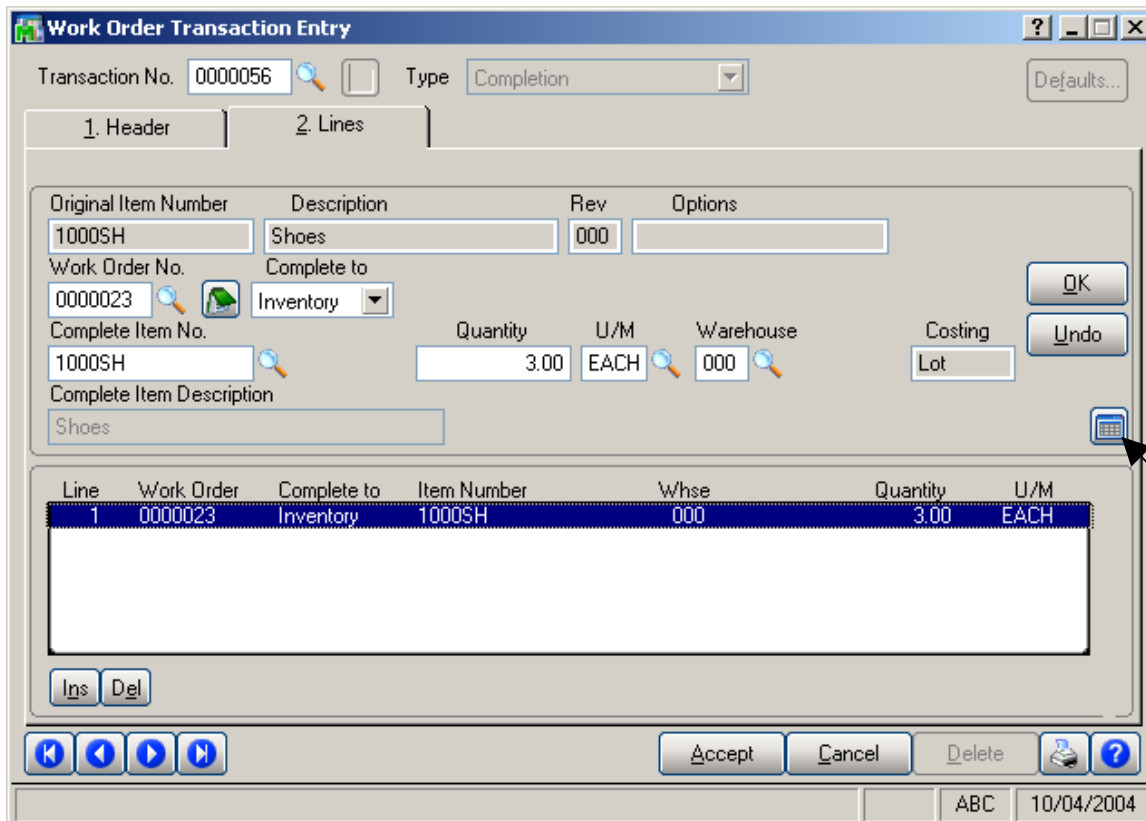 Work Order Transaction Entry
Transaction No. 0000056 Type Completion Defaults...
1. Header 2. Lines
Original Item Number Description Rev Options
1000SH Shoes 000
Work Order No. Complete to
0000023 Inventory OK
Complete Item No. Quantity U/M Warehouse Costing Undo
1000SH 3.00 EACH 000 Lot
Complete Item Description
Shoes
Line Work Order Complete to Item Number Whse Quantity U/M
1 0000023 Inventory 1000SH 000 3.00 EACH
Ins Del
Accept Cancel Delete
ABC 10/04/2004